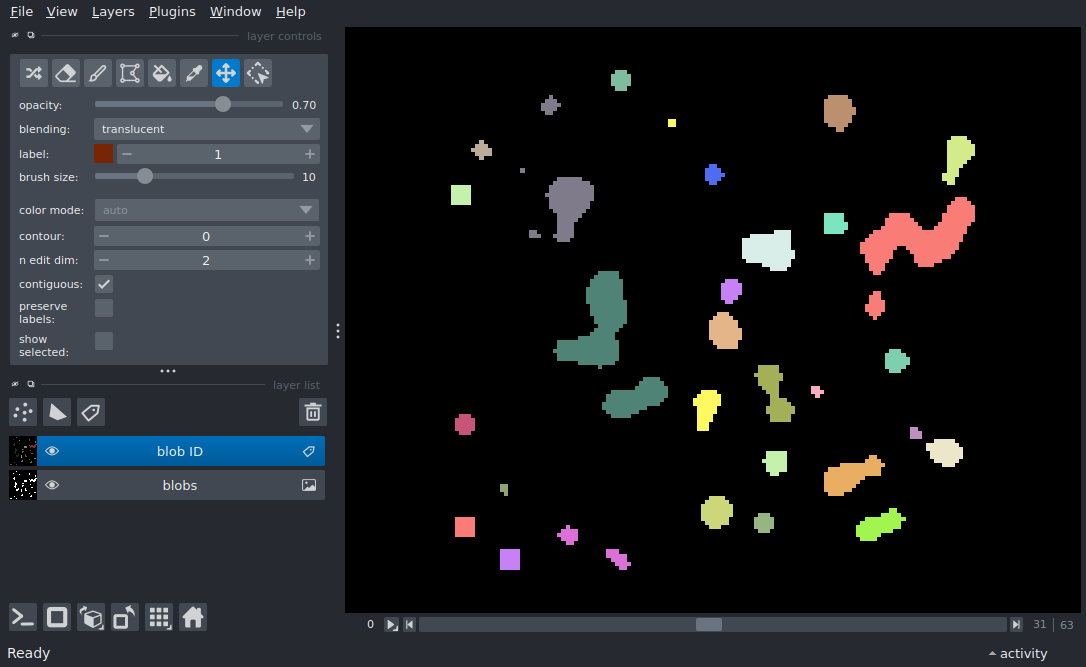 File View Layers Plugins Window Help
layer controls
opacity: 0.70
blending: translucent
label: 1
brush size: 10
color mode: auto
contour: 0
n edit dim: 2
contiguous:
preserve
labels:
show
selected:
layer list
blob ID
blobs
0 31 63
Ready activity